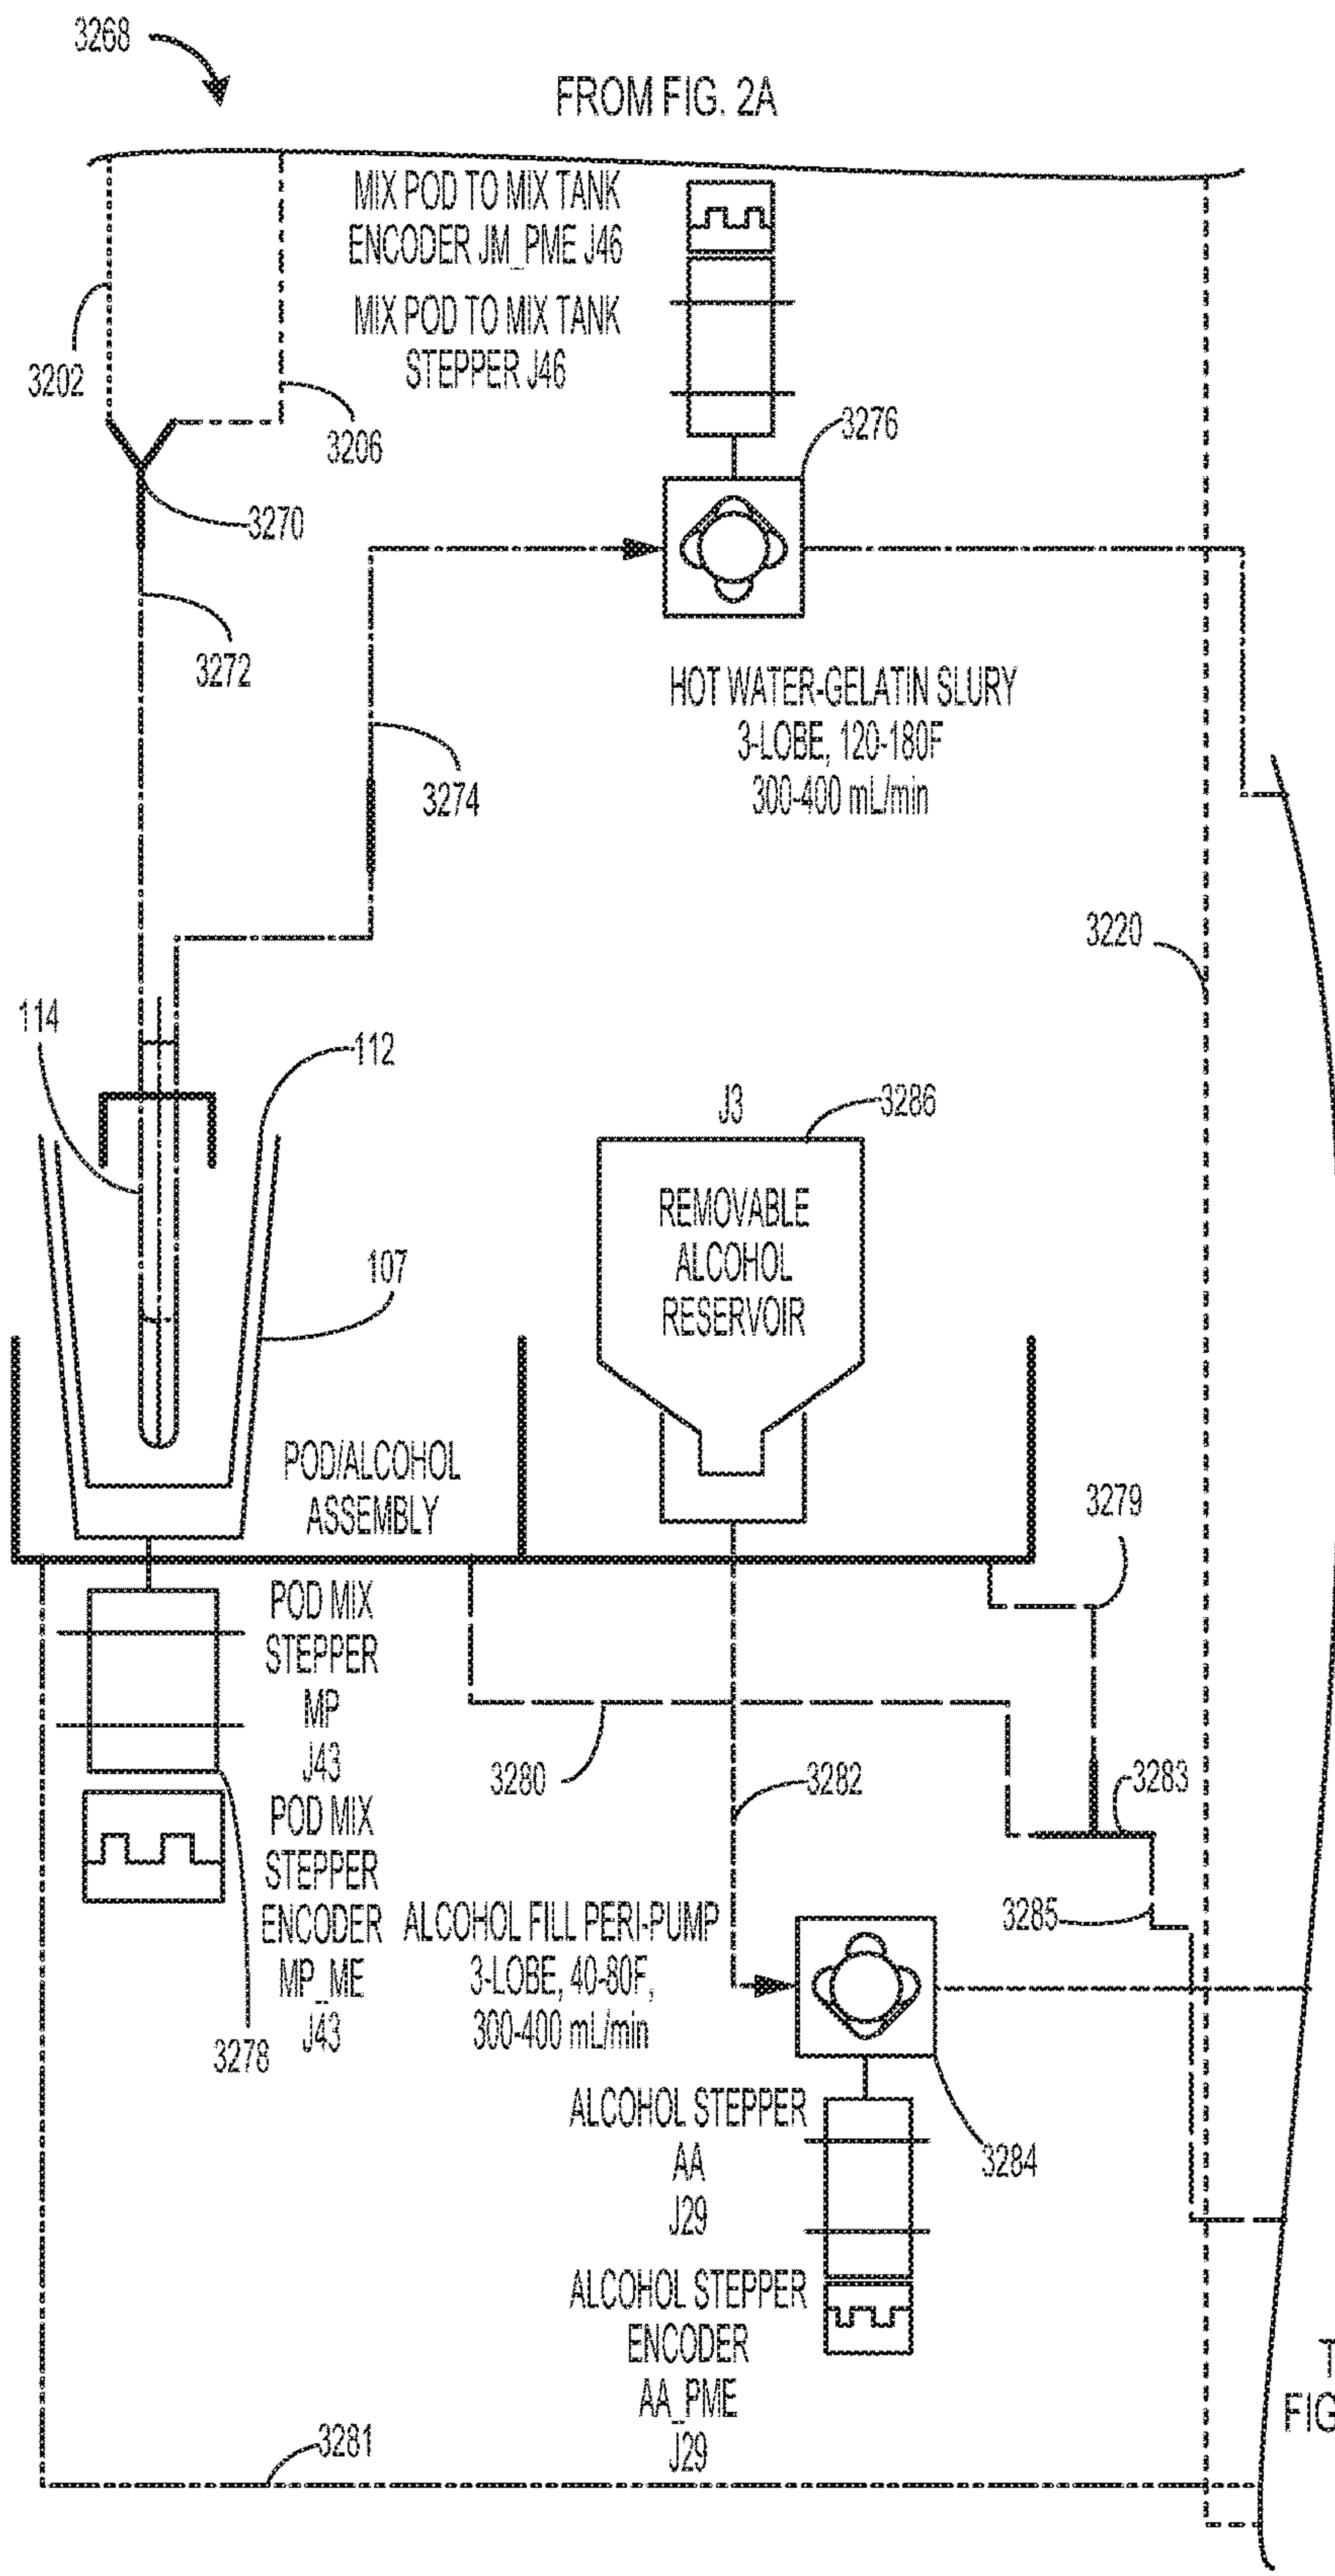 3268
FROM FIG. 2A
MIX POD TO MIX TANK
ENCODER JM_PME J46
MIX POD TO MIX TANK
STEPPER J46
3202
3206
3276
3270
3272
HOT WATER-GELATIN SLURY
3-LOBE, 120-180F
300-400 mL/min
3274
3220
114
112
J3
3286
REMOVABLE
ALCOHOL
RESERVOIR
107
POD/ALCOHOL
ASSEMBLY
3279
POD MIX
STEPPER
MP
J43
3280
3282
3283
POD MIX
STEPPER
ENCODER
MP_ME
J43
3278
ALCOHOL FILL PERI-PUMP
3-LOBE, 40-80F,
300-400 mL/min
3285
ALCOHOL STEPPER
AA
J29
3284
ALCOHOL STEPPER
ENCODER
AA_PME
J29
3281